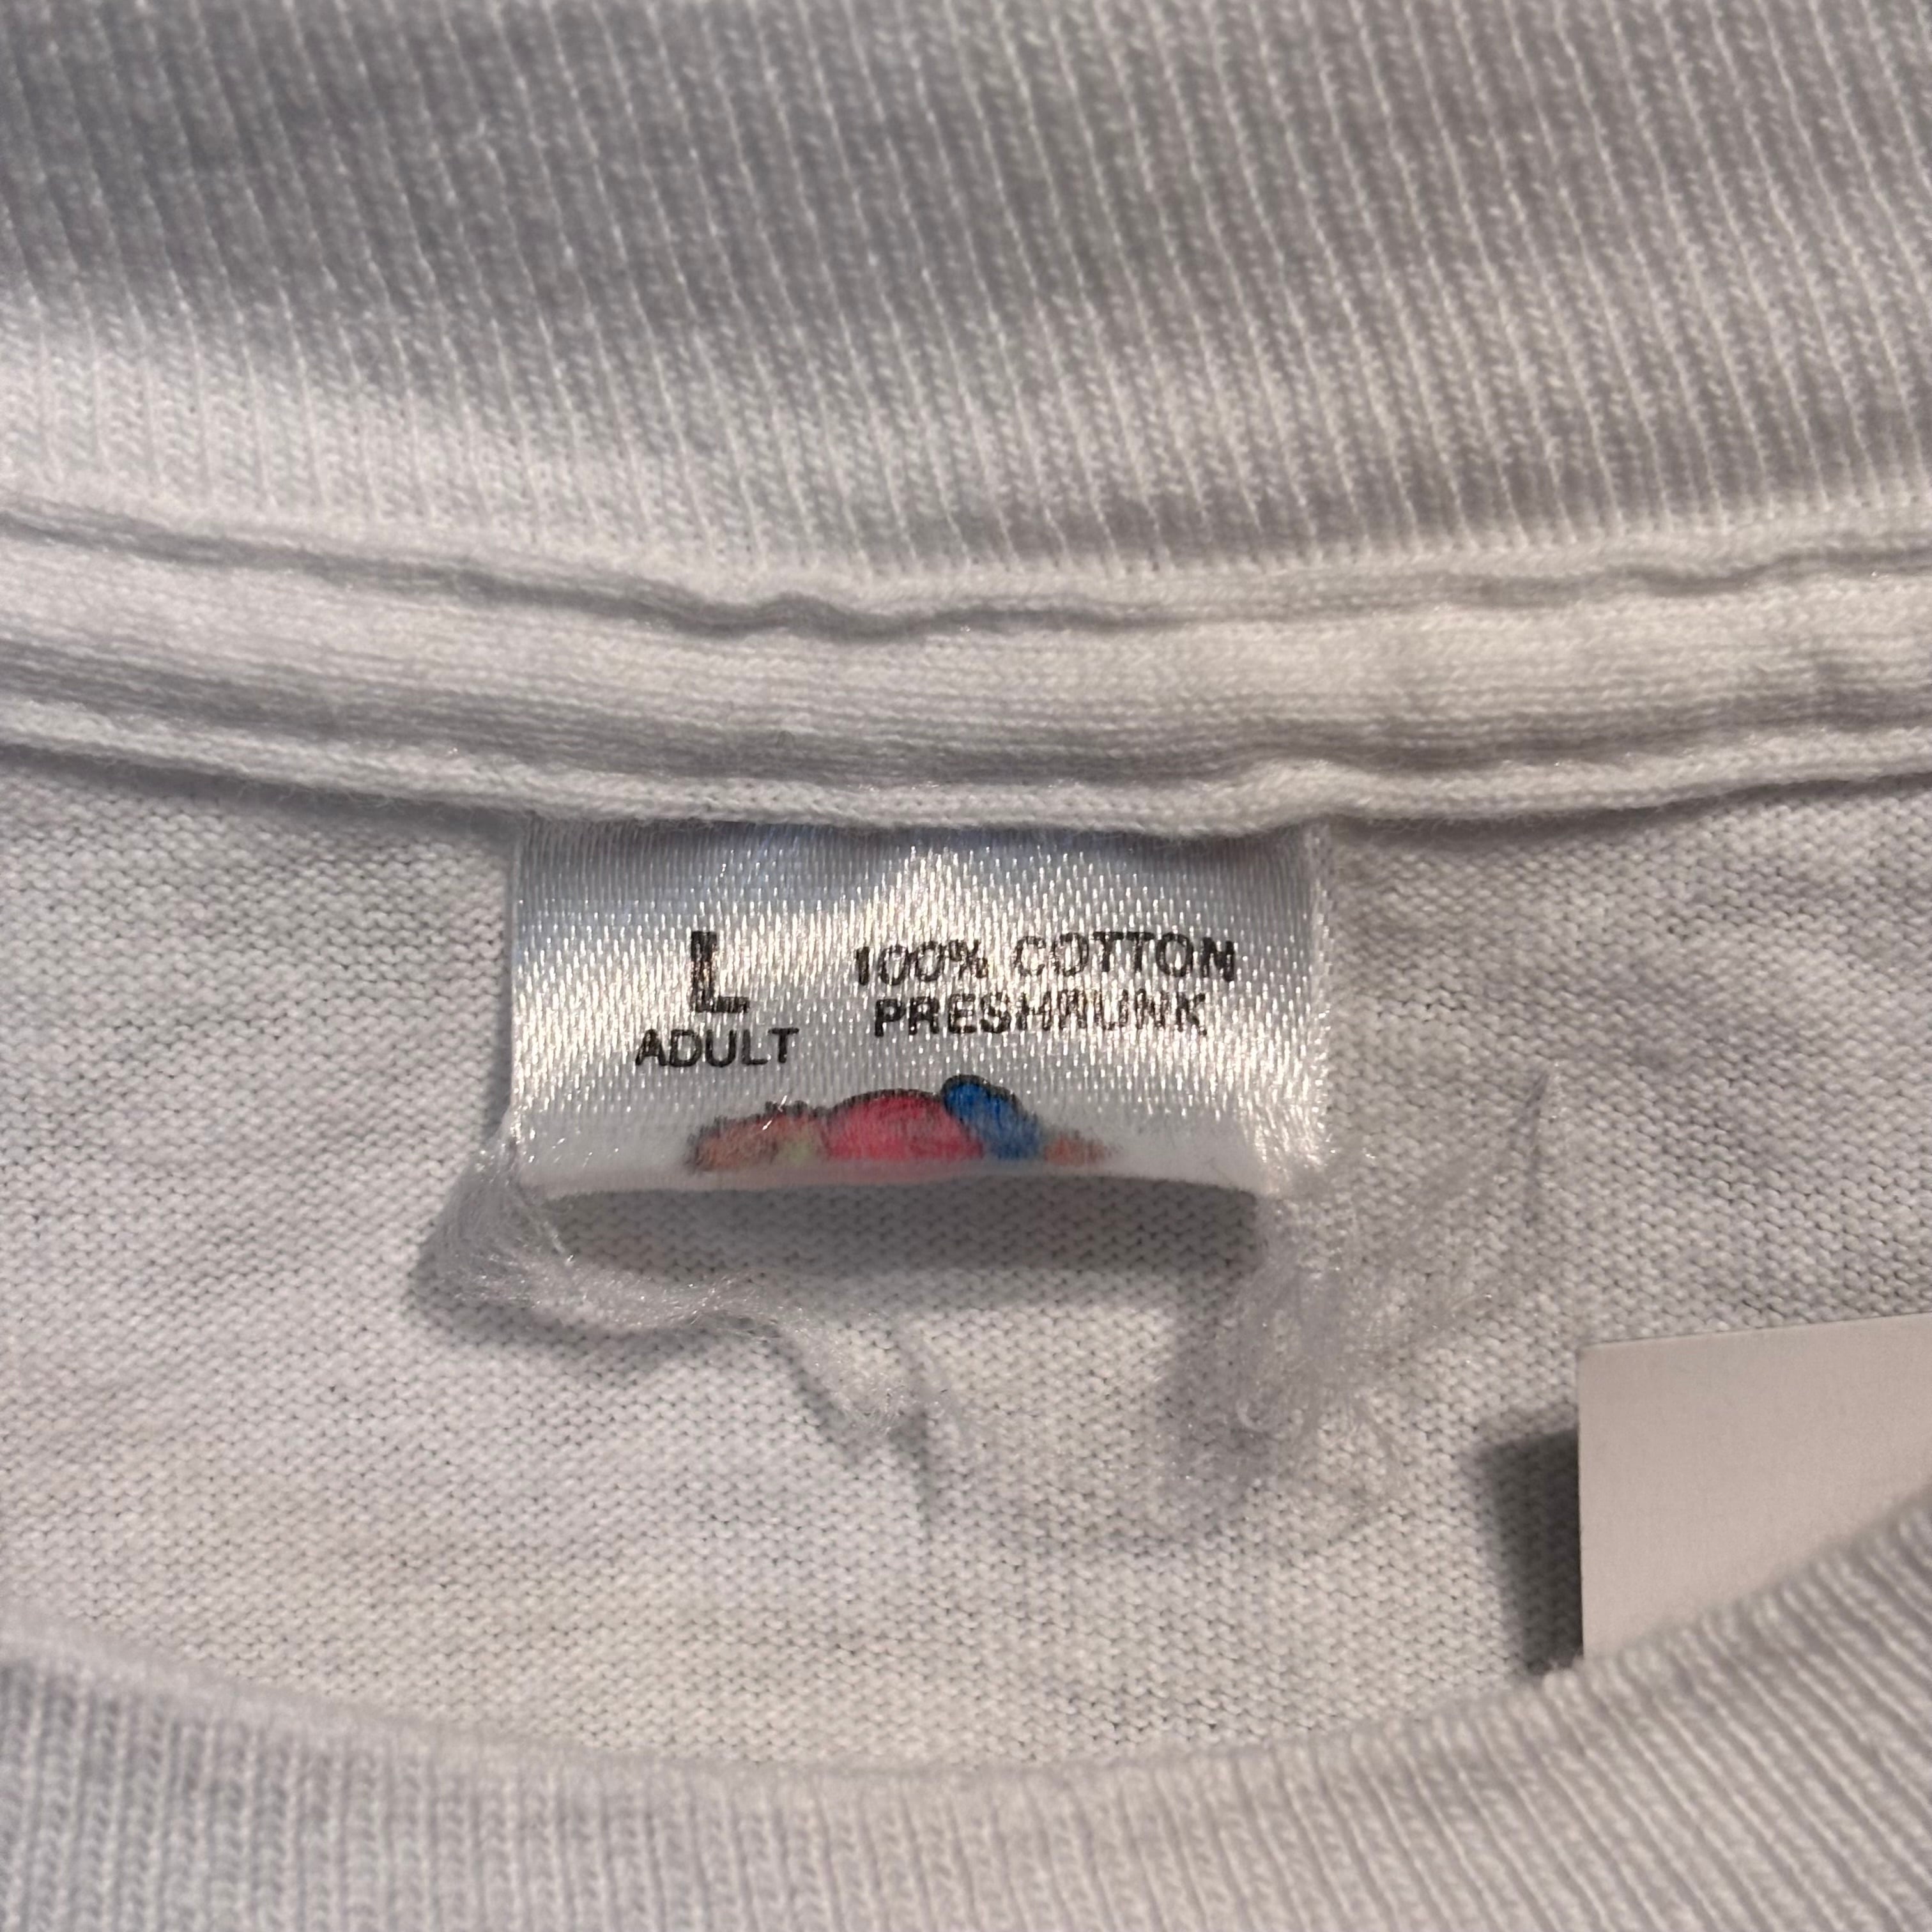 L
ADULT
100% COTTON
PRESHRUNK